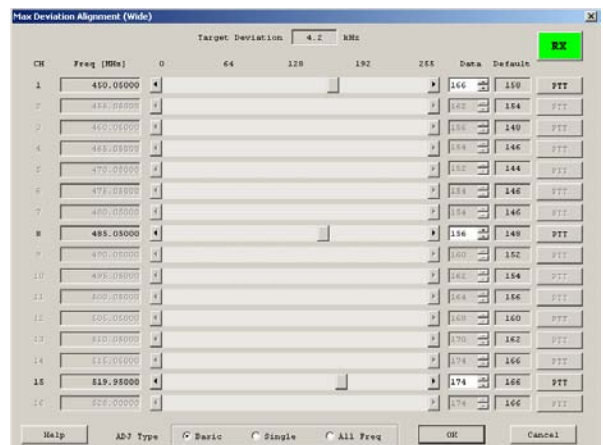 Max Deviation Alignment (Wide)
Target Deviation 4.2 kHz
RX
CH Freq [MHz] 0 64 128 192 255 Data Default
1 450.05000 166 158 PTT
2 455.05000 162 154 PTT
3 460.05000 156 148 PTT
4 465.05000 154 146 PTT
5 470.05000 152 144 PTT
6 475.05000 154 146 PTT
7 480.05000 154 146 PTT
8 485.05000 156 148 PTT
9 490.05000 160 152 PTT
10 495.05000 162 154 PTT
11 500.05000 164 156 PTT
12 505.05000 168 160 PTT
13 510.05000 170 162 PTT
14 515.05000 174 166 PTT
15 519.95000 174 166 PTT
16 174 166 PTT
Help ADJ Type Basic Single All Freq OK Cancel